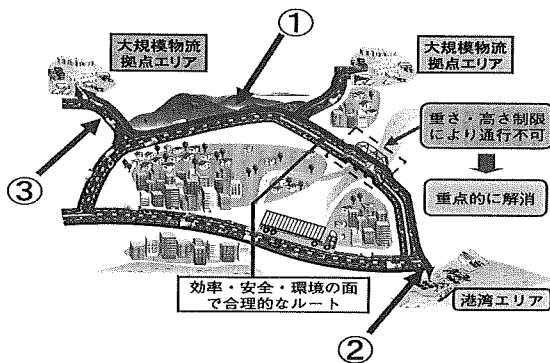 ①
大規模物流
拠点エリア
大規模物流
拠点エリア
重さ・高さ制限
により通行不可
③
重点的に解消
効率・安全・環境の面
で合理的なルート
港湾エリア
②